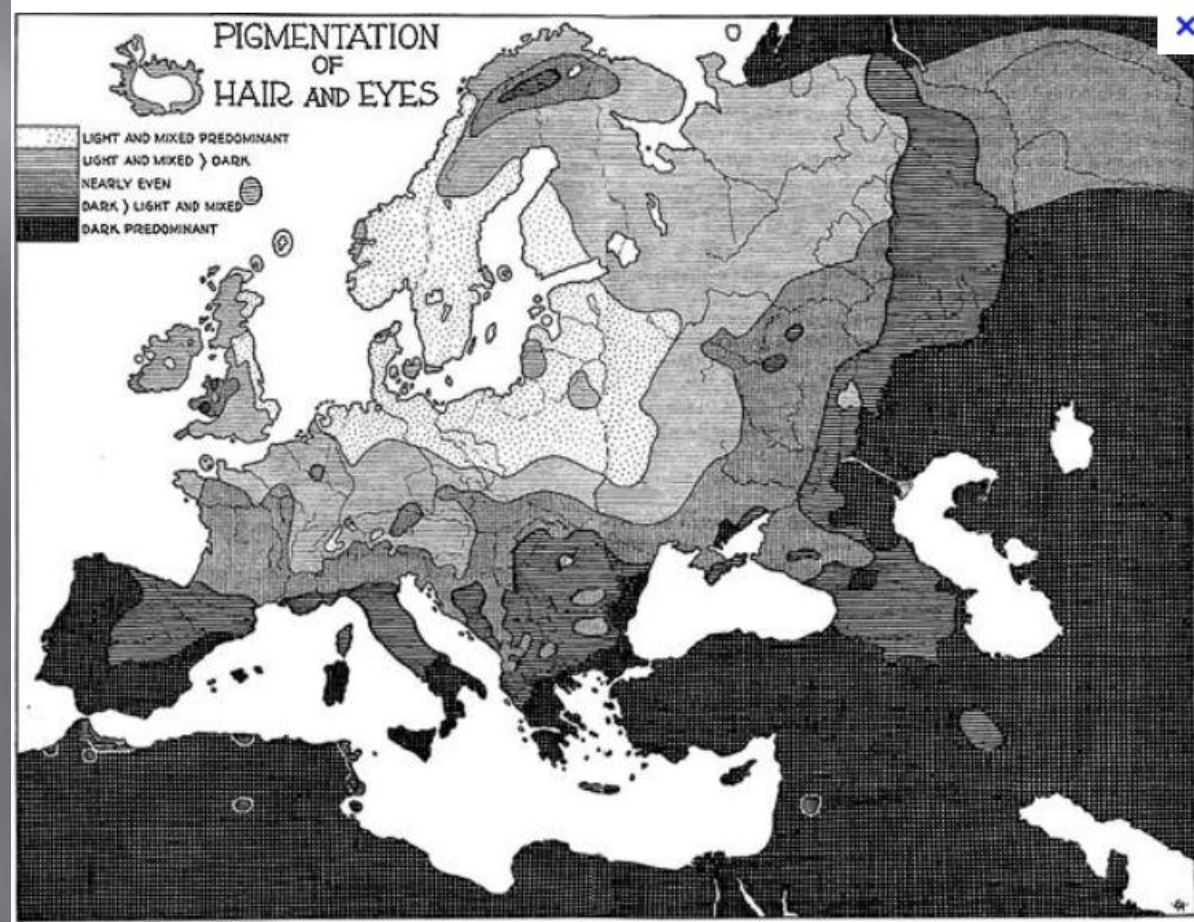 PIGMENTATION
OF
HAIR AND EYES
LIGHT AND MIXED PREDOMINANT
LIGHT AND MIXED > DARK
NEARLY EVEN
DARK > LIGHT AND MIXED
DARK PREDOMINANT